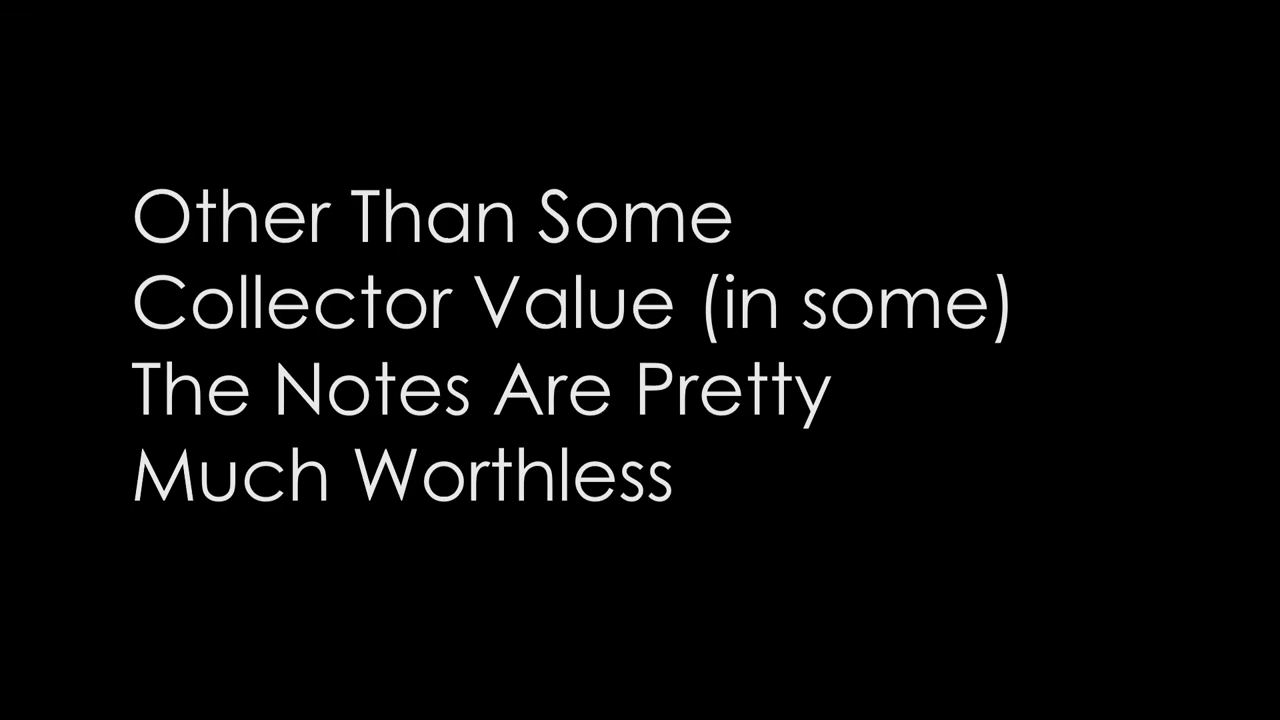 Other Than Some
Collector Value (in some)
The Notes Are Pretty
Much Worthless